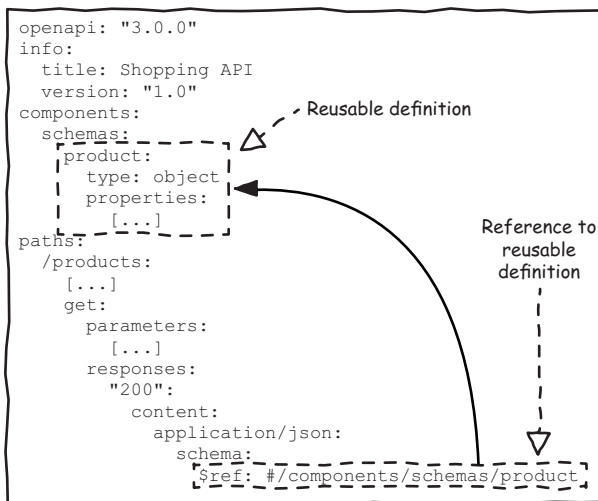 openapi: "3.0.0"
info:
  title: Shopping API
  version: "1.0"
components:
  schemas:
    product:
      type: object
      properties:
        [...]
paths:
  /products:
    [...]
    get:
      parameters:
        [...]
      responses:
        "200":
          content:
            application/json:
              schema:
                $ref: #/components/schemas/product
Reusable definition
Reference to
reusable
definition